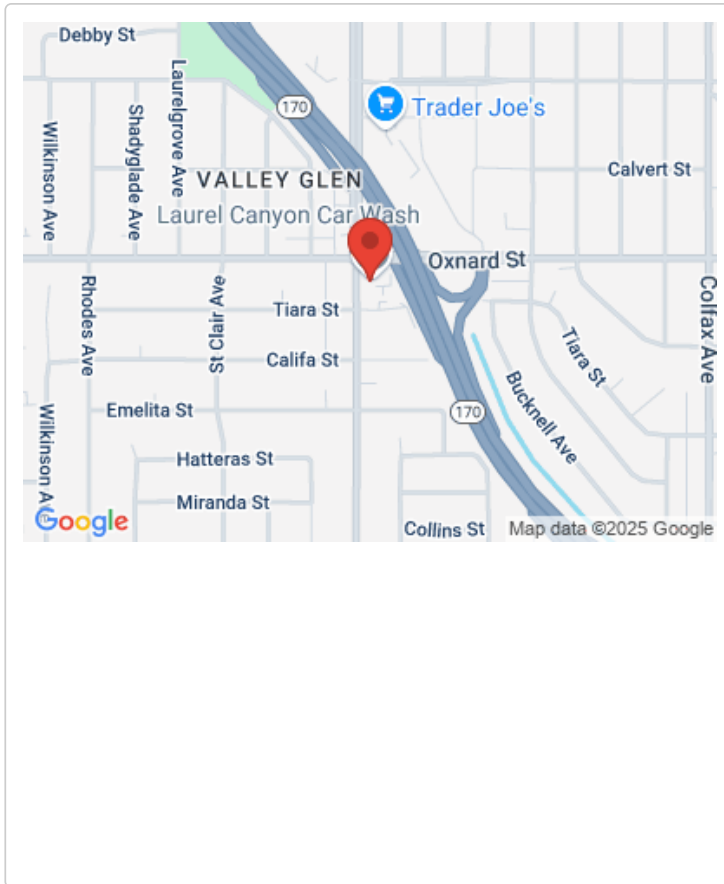 Debby St
Laurelgrove Ave
170
Trader Joe's
Wilkinson Ave
Shadyglade Ave
Calvert St
VALLEY GLEN
Laurel Canyon Car Wash
Oxnard St
Rhodes Ave
St Clair Ave
Tiara St
Colfax Ave
Tiara St
Califa St
Bucknell Ave
Emelita St
170
Wilkinson Ave
Hatteras St
Miranda St
Google
Collins St
Map data ©2025 Google